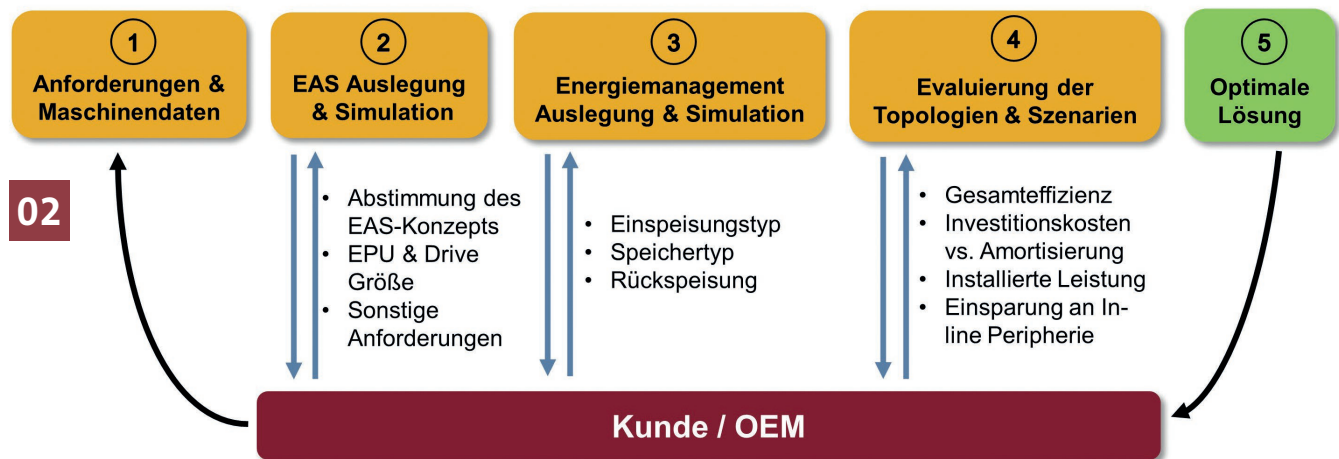 1
Anforderungen &
Maschinendaten
2
EAS Auslegung
& Simulation
3
Energiemanagement
Auslegung & Simulation
4
Evaluierung der
Topologien & Szenarien
5
Optimale
Lösung
02
• Abstimmung des
EAS-Konzepts
• EPU & Drive
Größe
• Sonstige
Anforderungen
• Einspeisungstyp
• Speichertyp
• Rückspeisung
• Gesamteffizienz
• Investitionskosten
vs. Amortisierung
• Installierte Leistung
• Einsparung an In-
line Peripherie
Kunde / OEM